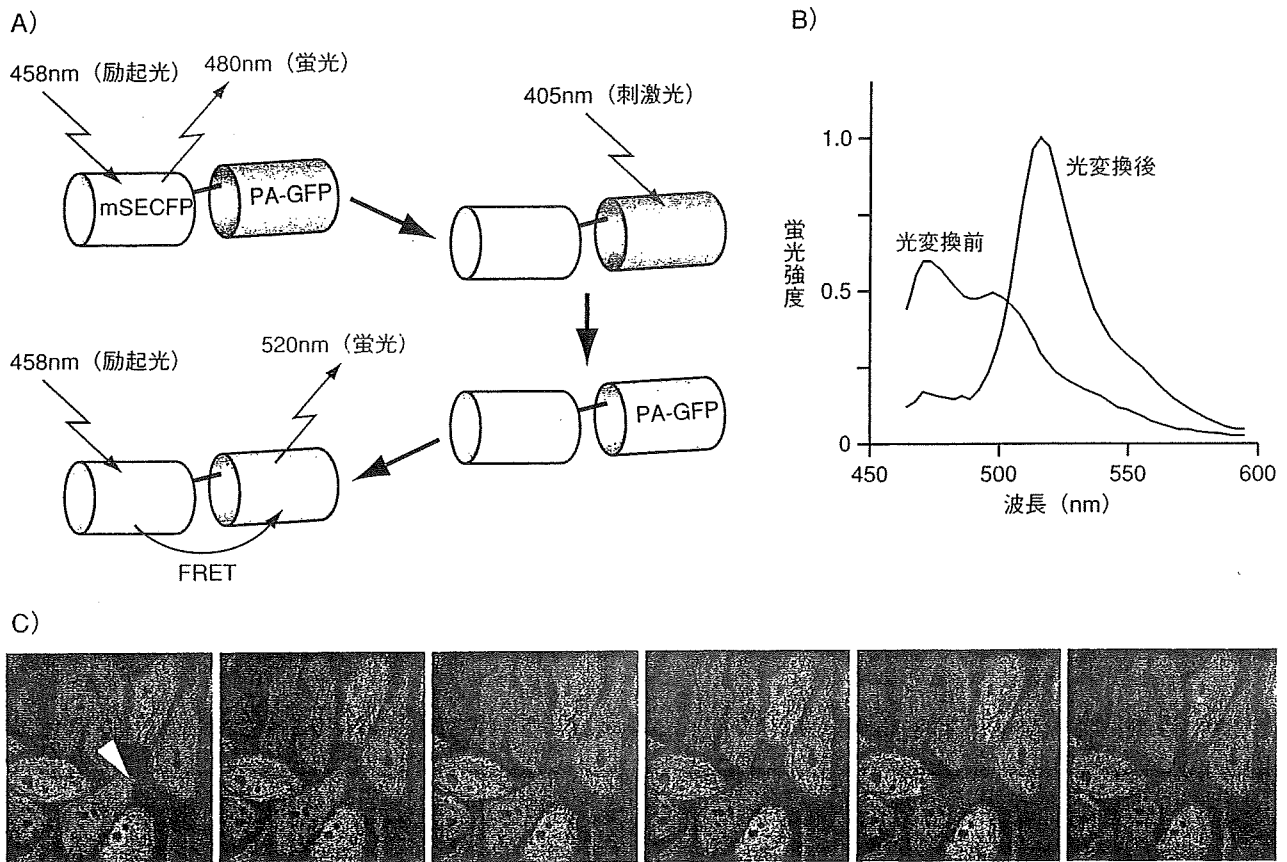 A)
458nm（励起光）
480nm（蛍光）
mSECFP
PA-GFP
405nm（刺激光）
PA-GFP
458nm（励起光）
520nm（蛍光）
FRET
B)
1.0
0.5
0
蛍光強度
光変換前
光変換後
450
500
550
600
波長（nm）
C)